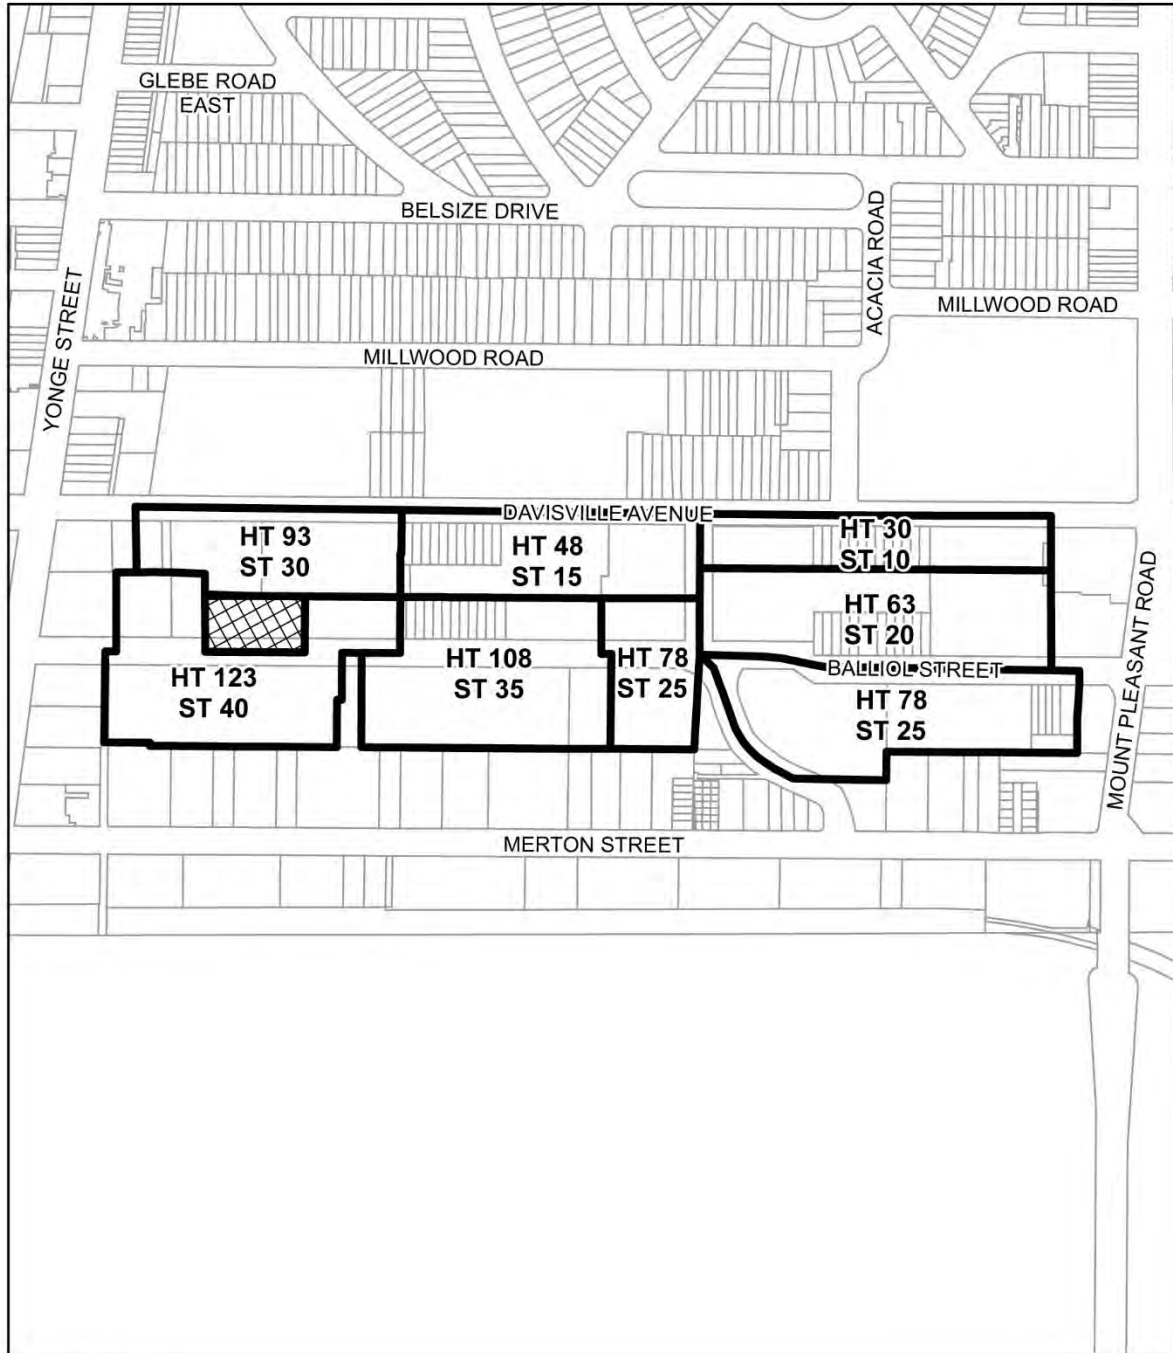 GLEBE ROAD
EAST
BELSIZE DRIVE
ACACIA ROAD
YONGE STREET
MILLWOOD ROAD
MILLWOOD ROAD
DAVISVILLE AVENUE
HT 93
ST 30
HT 48
ST 15
HT 30
ST 10
HT 63
ST 20
MOUNT PLEASANT ROAD
HT 123
ST 40
HT 108
ST 35
HT 78
ST 25
BALLIOL STREET
HT 78
ST 25
MERTON STREET